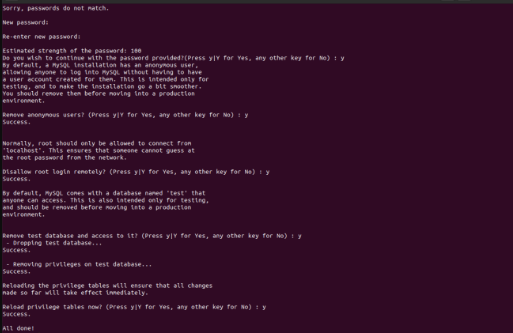 Sorry, passwords do not match.
New password:
Re-enter new password:
Estimated strength of the password: 100
Do you wish to continue with the password provided?(Press y|Y for Yes, any other key for No) : y
By default, a MySQL installation has an anonymous user,
allowing anyone to log into MySQL without having to have
a user account created for them. This is intended only for
testing, and to make the installation go a bit smoother.
You should remove them before moving into a production
environment.
Remove anonymous users? (Press y|Y for Yes, any other key for No) : y
Success.
Normally, root should only be allowed to connect from
'localhost'. This ensures that someone cannot guess at
the root password from the network.
Disallow root login remotely? (Press y|Y for Yes, any other key for No) : y
Success.
By default, MySQL comes with a database named 'test' that
anyone can access. This is also intended only for testing,
and should be removed before moving into a production
environment.
Remove test database and access to it? (Press y|Y for Yes, any other key for No) : y
- Dropping test database...
Success.
- Removing privileges on test database...
Success.
Reloading the privilege tables will ensure that all changes
made so far will take effect immediately.
Reload privilege tables now? (Press y|Y for Yes, any other key for No) : y
Success.
All done!